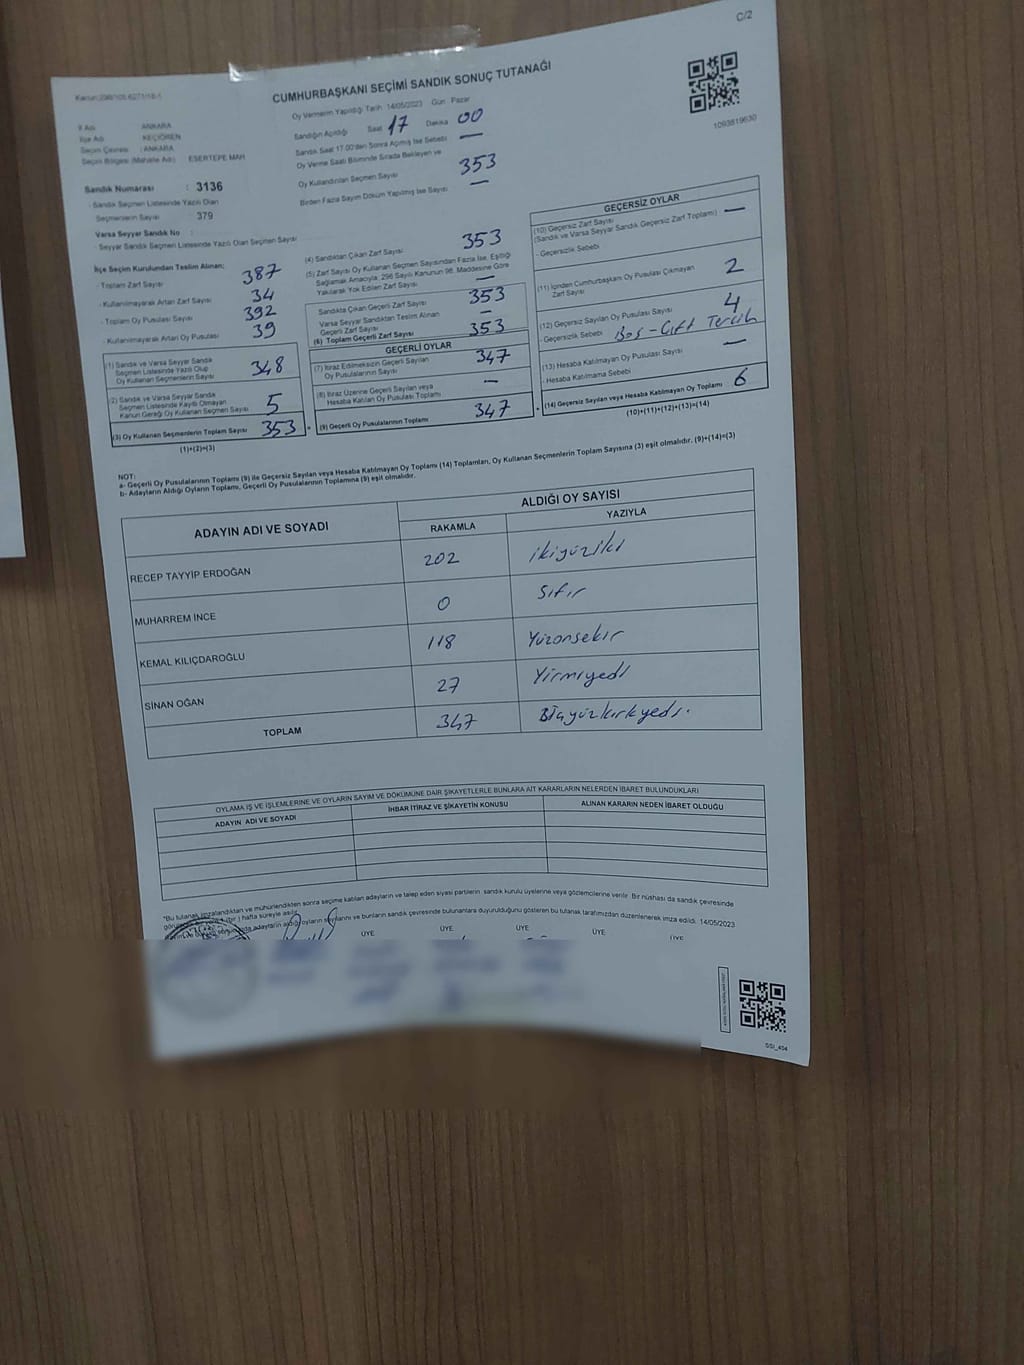 C/2
CUMHURBAŞKANI SEÇİMİ SANDIK SONUÇ TUTANAĞI
Oy Vermenin Yapıldığı Tarih 14/05/2023 Gün : Pazar
1093819630
İl Adı : ANKARA
İlçe Adı : KEÇİÖREN
Seçim Çevresi : ANKARA
Seçim Bölgesi (Mahalle Adı) ESERTEPE MAH
Sandık Numarası : 3136
- Sandık Seçmen Listesinde Yazılı Olan
Seçmenlerin Sayısı 379
Varsa Seyyar Sandık No :
- Seyyar Sandık Seçmen Listesinde Yazılı Olan Seçmen Sayısı
Sandığın Açıldığı Saat 17 Dakika 00
Sandık Saat 17.00'den Sonra Açılmış İse Sebebi —
Oy Verme Saati Bitiminde Sırada Bekleyen ve
Oy Kullandırılan Seçmen Sayısı 353
Birden Fazla Sayım Döküm Yapılmış İse Sayısı —
İlçe Seçim Kurulundan Teslim Alınan;
- Toplam Zarf Sayısı 387
- Kullanılmayarak Artan Zarf Sayısı 34
- Toplam Oy Pusulası Sayısı 392
- Kullanılmayarak Artan Oy Pusulası 39
(1) Sandık ve Varsa Seyyar Sandık
Seçmen Listesinde Yazılı Olup
Oy Kullanan Seçmenlerin Sayısı 348
(2) Sandık ve Varsa Seyyar Sandık
Seçmen Listesinde Kayıtlı Olmayan
Kanun Gereği Oy Kullanan Seçmen Sayısı 5
(3) Oy Kullanan Seçmenlerin Toplam Sayısı 353 =
(1)+(2)=(3)
(4) Sandıktan Çıkan Zarf Sayısı 353
(5) Zarf Sayısı Oy Kullanan Seçmen Sayısından Fazla İse, Eşitliği
Sağlamak Amacıyla; 298 Sayılı Kanunun 98. Maddesine Göre
Yakılarak Yok Edilen Zarf Sayısı —
Sandıkta Çıkan Geçerli Zarf Sayısı 353
Varsa Seyyar Sandıktan Teslim Alınan
Geçerli Zarf Sayısı —
(6) Toplam Geçerli Zarf Sayısı 353
GEÇERLİ OYLAR
(7) İtiraz Edilmeksizin Geçerli Sayılan
Oy Pusulalarının Sayısı 347
(8) İtiraz Üzerine Geçerli Sayılan veya
Hesaba Katılan Oy Pusulası Toplamı —
(9) Geçerli Oy Pusulalarının Toplamı 347 +
GEÇERSİZ OYLAR
(10) Geçersiz Zarf Sayısı
(Sandık ve Varsa Seyyar Sandık Geçersiz Zarf Toplamı) —
- Geçersizlik Sebebi
(11) İçinden Cumhurbaşkanı Oy Pusulası Çıkmayan
Zarf Sayısı 2
(12) Geçersiz Sayılan Oy Pusulası Sayısı 4
- Geçersizlik Sebebi Boş - Çift Tercih
(13) Hesaba Katılmayan Oy Pusulası Sayısı —
- Hesaba Katılmama Sebebi
(14) Geçersiz Sayılan veya Hesaba Katılmayan Oy Toplamı 6
(10)+(11)+(12)+(13)=(14)
NOT:
a- Geçerli Oy Pusulalarının Toplamı (9) ile Geçersiz Sayılan veya Hesaba Katılmayan Oy Toplamı (14) Toplamları, Oy Kullanan Seçmenlerin Toplam Sayısına (3) eşit olmalıdır. (9)+(14)=(3)
b- Adayların Aldığı Oyların Toplamı, Geçerli Oy Pusulalarının Toplamına (9) eşit olmalıdır.
ADAYIN ADI VE SOYADI ALDIĞI OY SAYISI
RAKAMLA YAZIYLA
RECEP TAYYİP ERDOĞAN 202 ikiyüziki
MUHARREM İNCE 0 Sıfır
KEMAL KILIÇDAROĞLU 118 Yüzonsekiz
SİNAN OĞAN 27 Yirmiyedi
TOPLAM 347 Üçyüzkırkyedi.
OYLAMA İŞ VE İŞLEMLERİNE VE OYLARIN SAYIM VE DÖKÜMÜNE DAİR ŞİKAYETLERLE BUNLARA AİT KARARLARIN NELERDEN İBARET BULUNDUKLARI
ADAYIN ADI VE SOYADI İHBAR İTİRAZ VE ŞİKAYETİN KONUSU ALINAN KARARIN NEDEN İBARET OLDUĞU
*Bu tutanak imzalandıktan ve mühürlendikten sonra seçime katılan adayların ve talep eden siyasi partilerin sandık kurulu üyelerine veya gözlemcilerine verilir. Bir nüshası da sandık çevresinde
(bir) hafta süreyle asılır.
adayların aldığı oyların sayılarını ve bunların sandık çevresinde bulunanlara duyurulduğunu gösteren bu tutanak tarafımızdan düzenlenerek imza edildi. 14/05/2023
ÜYE ÜYE ÜYE ÜYE ÜYE
SSI_404